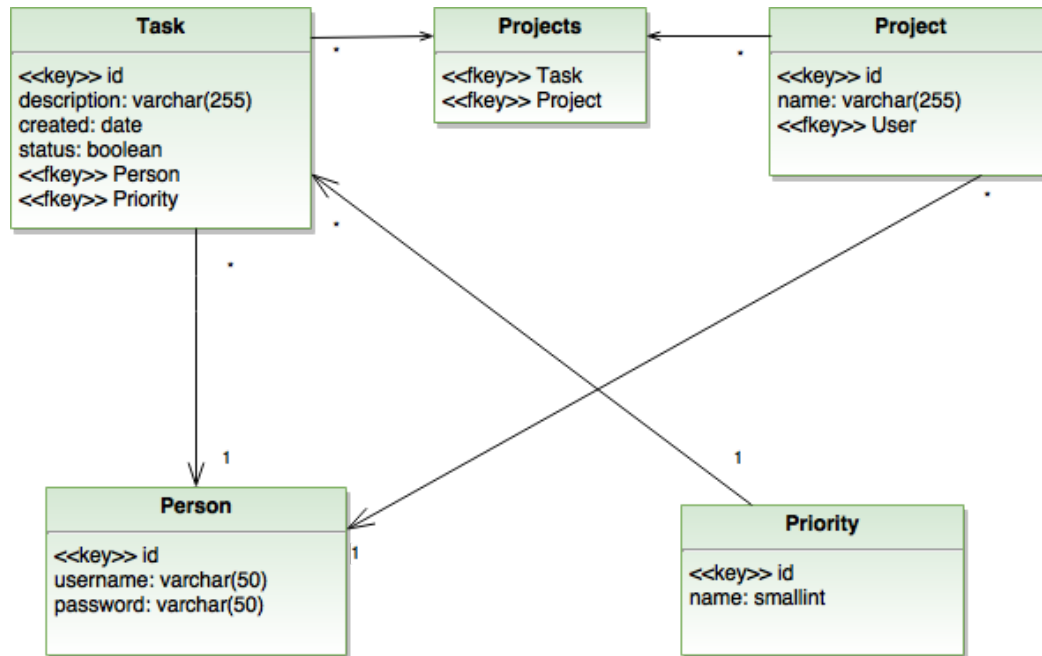 Task
<<key>> id
description: varchar(255)
created: date
status: boolean
<<fkey>> Person
<<fkey>> Priority
*
Projects
<<fkey>> Task
<<fkey>> Project
*
Project
<<key>> id
name: varchar(255)
<<fkey>> User
*
*
*
1
1
1
Person
<<key>> id
username: varchar(50)
password: varchar(50)
Priority
<<key>> id
name: smallint